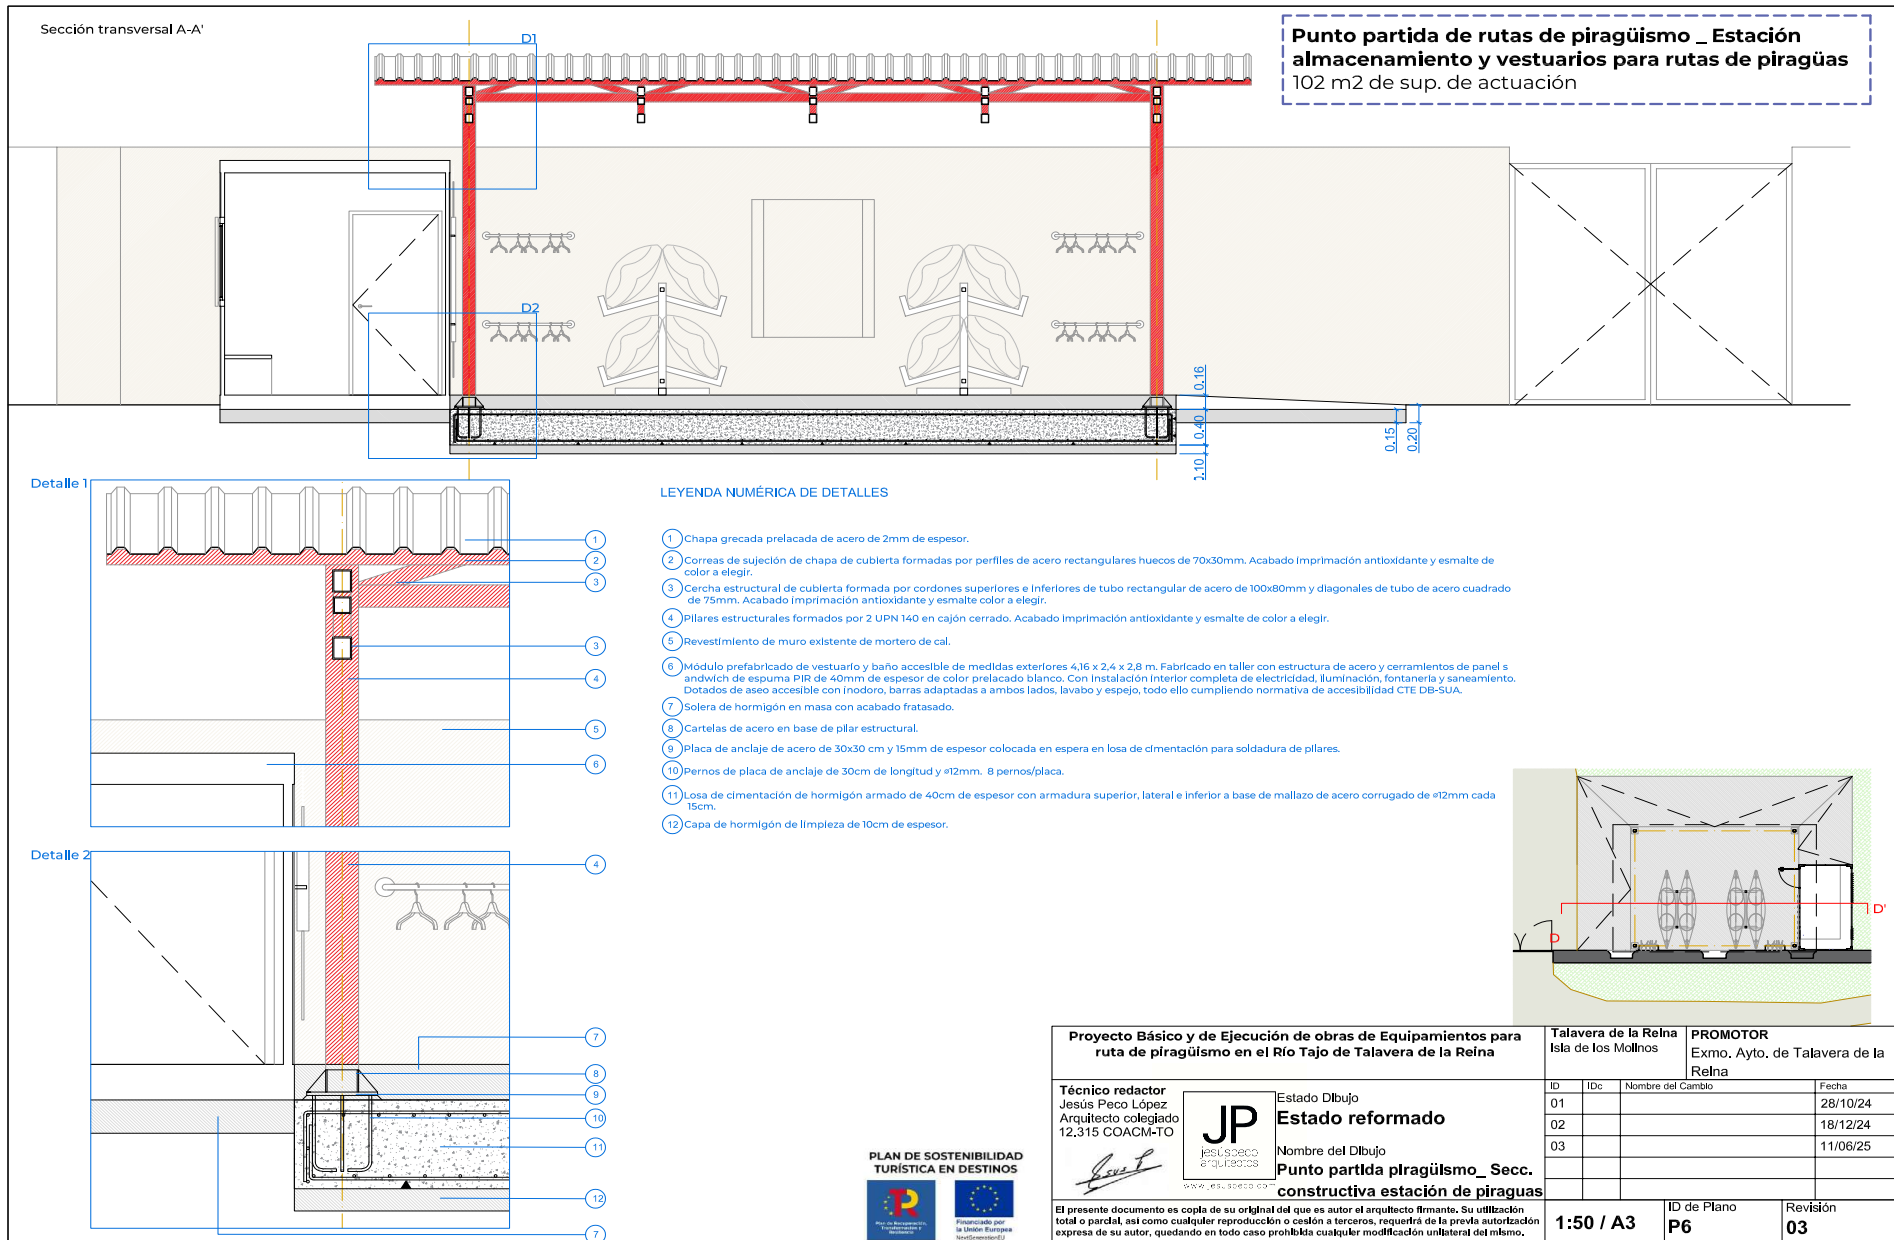 Sección transversal A-A'
D1
D2
Punto partida de rutas de piragüismo _ Estación
almacenamiento y vestuarios para rutas de piragüas
102 m2 de sup. de actuación
0.16
0.40
0.15
0.20
Detalle 1
1
2
3
3
4
5
6
LEYENDA NUMÉRICA DE DETALLES
1 Chapa grecada prelacada de acero de 2mm de espesor.
2 Correas de sujeción de chapa de cubierta formadas por perfiles de acero rectangulares huecos de 70x30mm. Acabado imprimación antioxidante y esmalte de
color a elegir.
3 Cercha estructural de cubierta formada por cordones superiores e inferiores de tubo rectangular de acero de 100x80mm y diagonales de tubo de acero cuadrado
de 75mm. Acabado imprimación antioxidante y esmalte color a elegir.
4 Pilares estructurales formados por 2 UPN 140 en cajón cerrado. Acabado imprimación antioxidante y esmalte de color a elegir.
5 Revestimiento de muro existente de mortero de cal.
6 Módulo prefabricado de vestuario y baño accesible de medidas exteriores 4,16 x 2,4 x 2,8 m. Fabricado en taller con estructura de acero y cerramientos de panel s
andwich de espuma PIR de 40mm de espesor de color prelacado blanco. Con instalación interior completa de electricidad, iluminación, fontanería y saneamiento.
Dotados de aseo accesible con inodoro, barras adaptadas a ambos lados, lavabo y espejo, todo ello cumpliendo normativa de accesibilidad CTE DB-SUA.
7 Solera de hormigón en masa con acabado fratasado.
8 Cartelas de acero en base de pilar estructural.
9 Placa de anclaje de acero de 30x30 cm y 15mm de espesor colocada en espera en losa de cimentación para soldadura de pilares.
10 Pernos de placa de anclaje de 30cm de longitud y ø12mm. 8 pernos/placa.
11 Losa de cimentación de hormigón armado de 40cm de espesor con armadura superior, lateral e inferior a base de mallazo de acero corrugado de ø12mm cada
15cm.
12 Capa de hormigón de limpieza de 10cm de espesor.
Detalle 2
4
7
8
9
10
11
12
7
D
D'
PLAN DE SOSTENIBILIDAD
TURÍSTICA EN DESTINOS
Plan de Recuperación,
Transformación y
Resiliencia
Financiado por
la Unión Europea
NextGenerationEU
Proyecto Básico y de Ejecución de obras de Equipamientos para
ruta de piragüismo en el Río Tajo de Talavera de la Reina
Talavera de la Reina
Isla de los Molinos
PROMOTOR
Exmo. Ayto. de Talavera de la
Reina
Técnico redactor
Jesús Peco López
Arquitecto colegiado
12.315 COACM-TO
JP
jesúspeco
arquitectos
www.jesuspeco.com
Estado Dibujo
Estado reformado
Nombre del Dibujo
Punto partida piragüismo_ Secc.
constructiva estación de piraguas
ID IDc Nombre del Cambio Fecha
01 28/10/24
02 18/12/24
03 11/06/25
El presente documento es copia de su original del que es autor el arquitecto firmante. Su utilización
total o parcial, así como cualquier reproducción o cesión a terceros, requerirá de la previa autorización
expresa de su autor, quedando en todo caso prohibida cualquier modificación unilateral del mismo.
1:50 / A3
ID de Plano
P6
Revisión
03